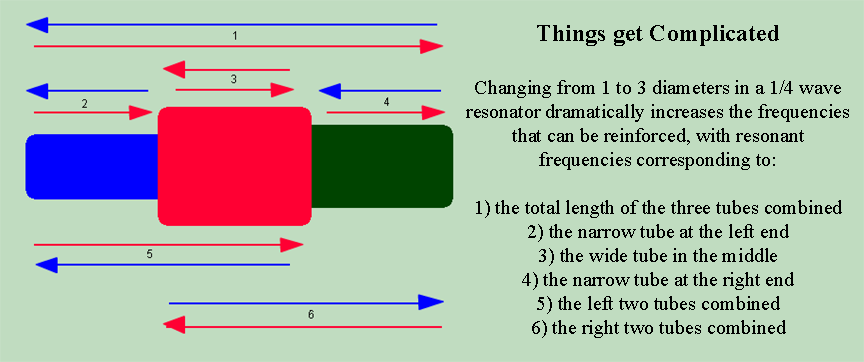 Things get Complicated
1
3
2
4
5
6
Changing from 1 to 3 diameters in a 1/4 wave
resonator dramatically increases the frequencies
that can be reinforced, with resonant
frequencies corresponding to:
1) the total length of the three tubes combined
2) the narrow tube at the left end
3) the wide tube in the middle
4) the narrow tube at the right end
5) the left two tubes combined
6) the right two tubes combined